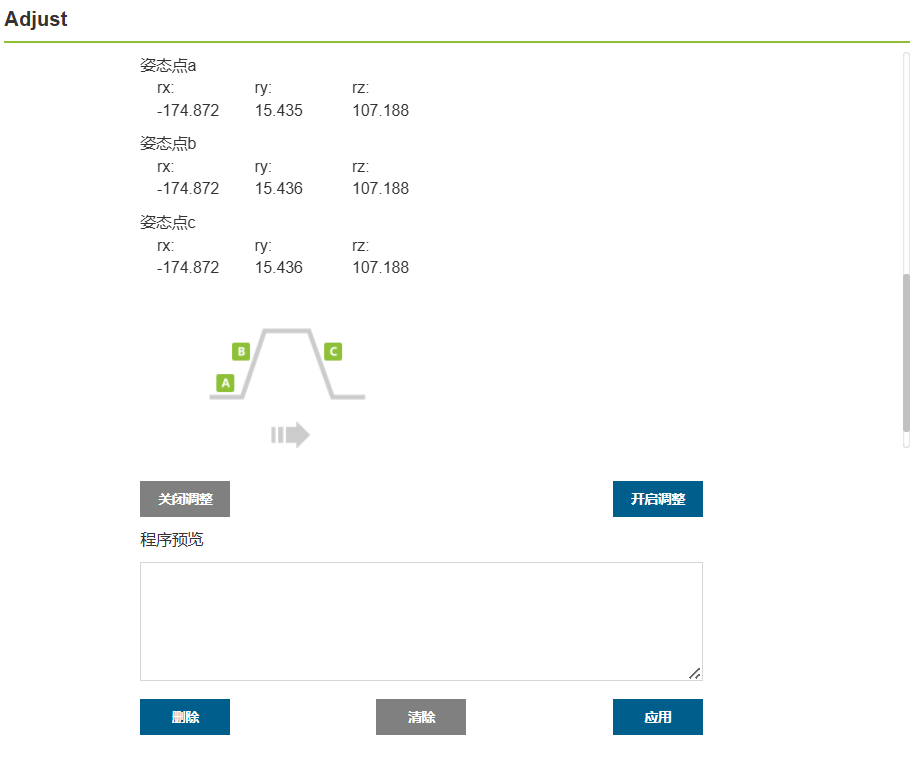 Adjust
姿态点a
rx: ry: rz:
-174.872 15.435 107.188
姿态点b
rx: ry: rz:
-174.872 15.436 107.188
姿态点c
rx: ry: rz:
-174.872 15.436 107.188
B C
A
关闭调整 开启调整
程序预览
删除 清除 应用